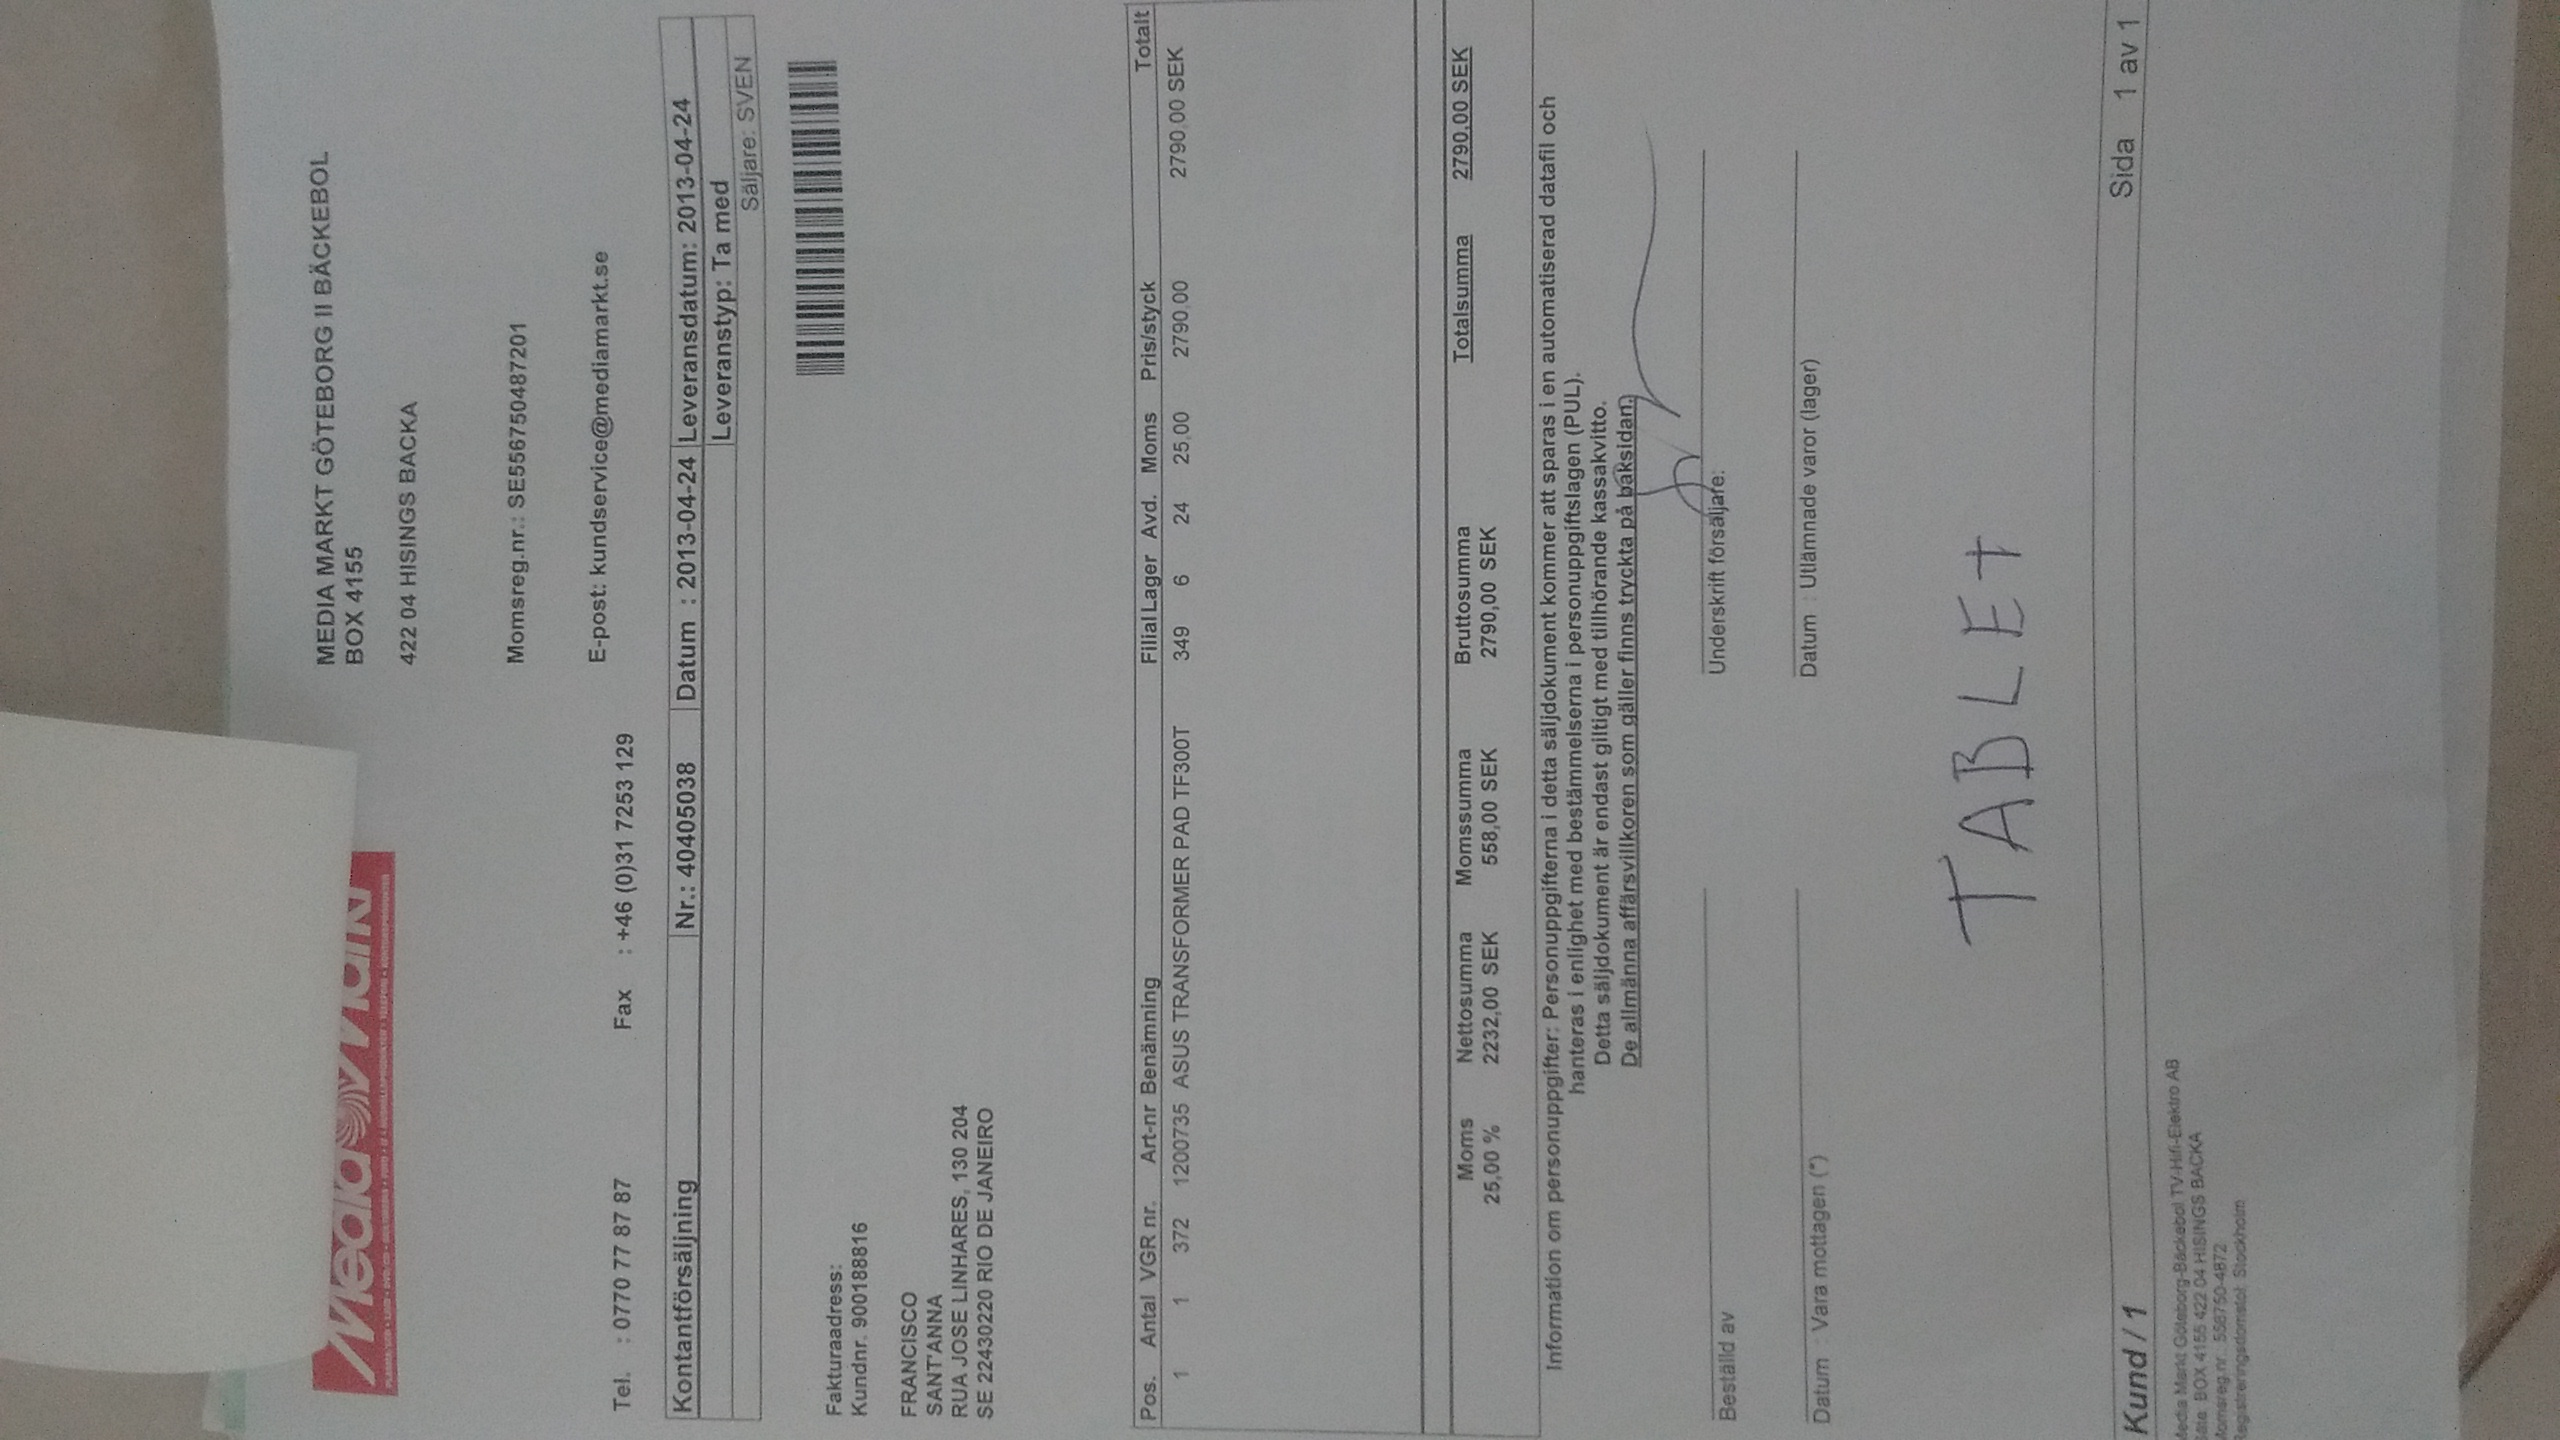 MediaMarkt
MEDIA MARKT GÖTEBORG II BÄCKEBOL
BOX 4155
422 04 HISINGS BACKA
Momsreg.nr.: SE556750487201
E-post: kundservice@mediamarkt.se
Tel. : 0770 77 87 87 Fax : +46 (0)31 7253 129
Kontantförsäljning Nr.: 40405038 Datum : 2013-04-24 Leveransdatum: 2013-04-24
Leveranstyp: Ta med
Säljare: SVEN
Fakturaadress:
Kundnr. 900188816
FRANCISCO
SANT'ANNA
RUA JOSE LINHARES, 130 204
SE 22430220 RIO DE JANEIRO
Pos. Antal VGR nr. Art-nr Benämning Filial Lager Avd. Moms Pris/styck Totalt
1 1 372 1200735 ASUS TRANSFORMER PAD TF300T 349 6 24 25,00 2790,00 2790,00 SEK
Moms Nettosumma Momssumma Bruttosumma Totalsumma 2790,00 SEK
25,00 % 2232,00 SEK 558,00 SEK 2790,00 SEK
Information om personuppgifter: Personuppgifterna i detta säljdokument kommer att sparas i en automatiserad datafil och
hanteras i enlighet med bestämmelserna i personuppgiftslagen (PUL).
Detta säljdokument är endast giltigt med tillhörande kassakvitto.
De allmänna affärsvillkoren som gäller finns tryckta på baksidan.
Beställd av Underskrift försäljare:
Datum : Vara mottagen (*) Datum : Utlämnade varor (lager)
TABLET
Kund / 1 Sida 1 av 1
Media Markt Göteborg-Bäckebol TV-Hifi-Elektro AB
BOX 4155 422 04 HISINGS BACKA
Momsreg.nr.: 556750-4872
Registreringsdomstol: Stockholm